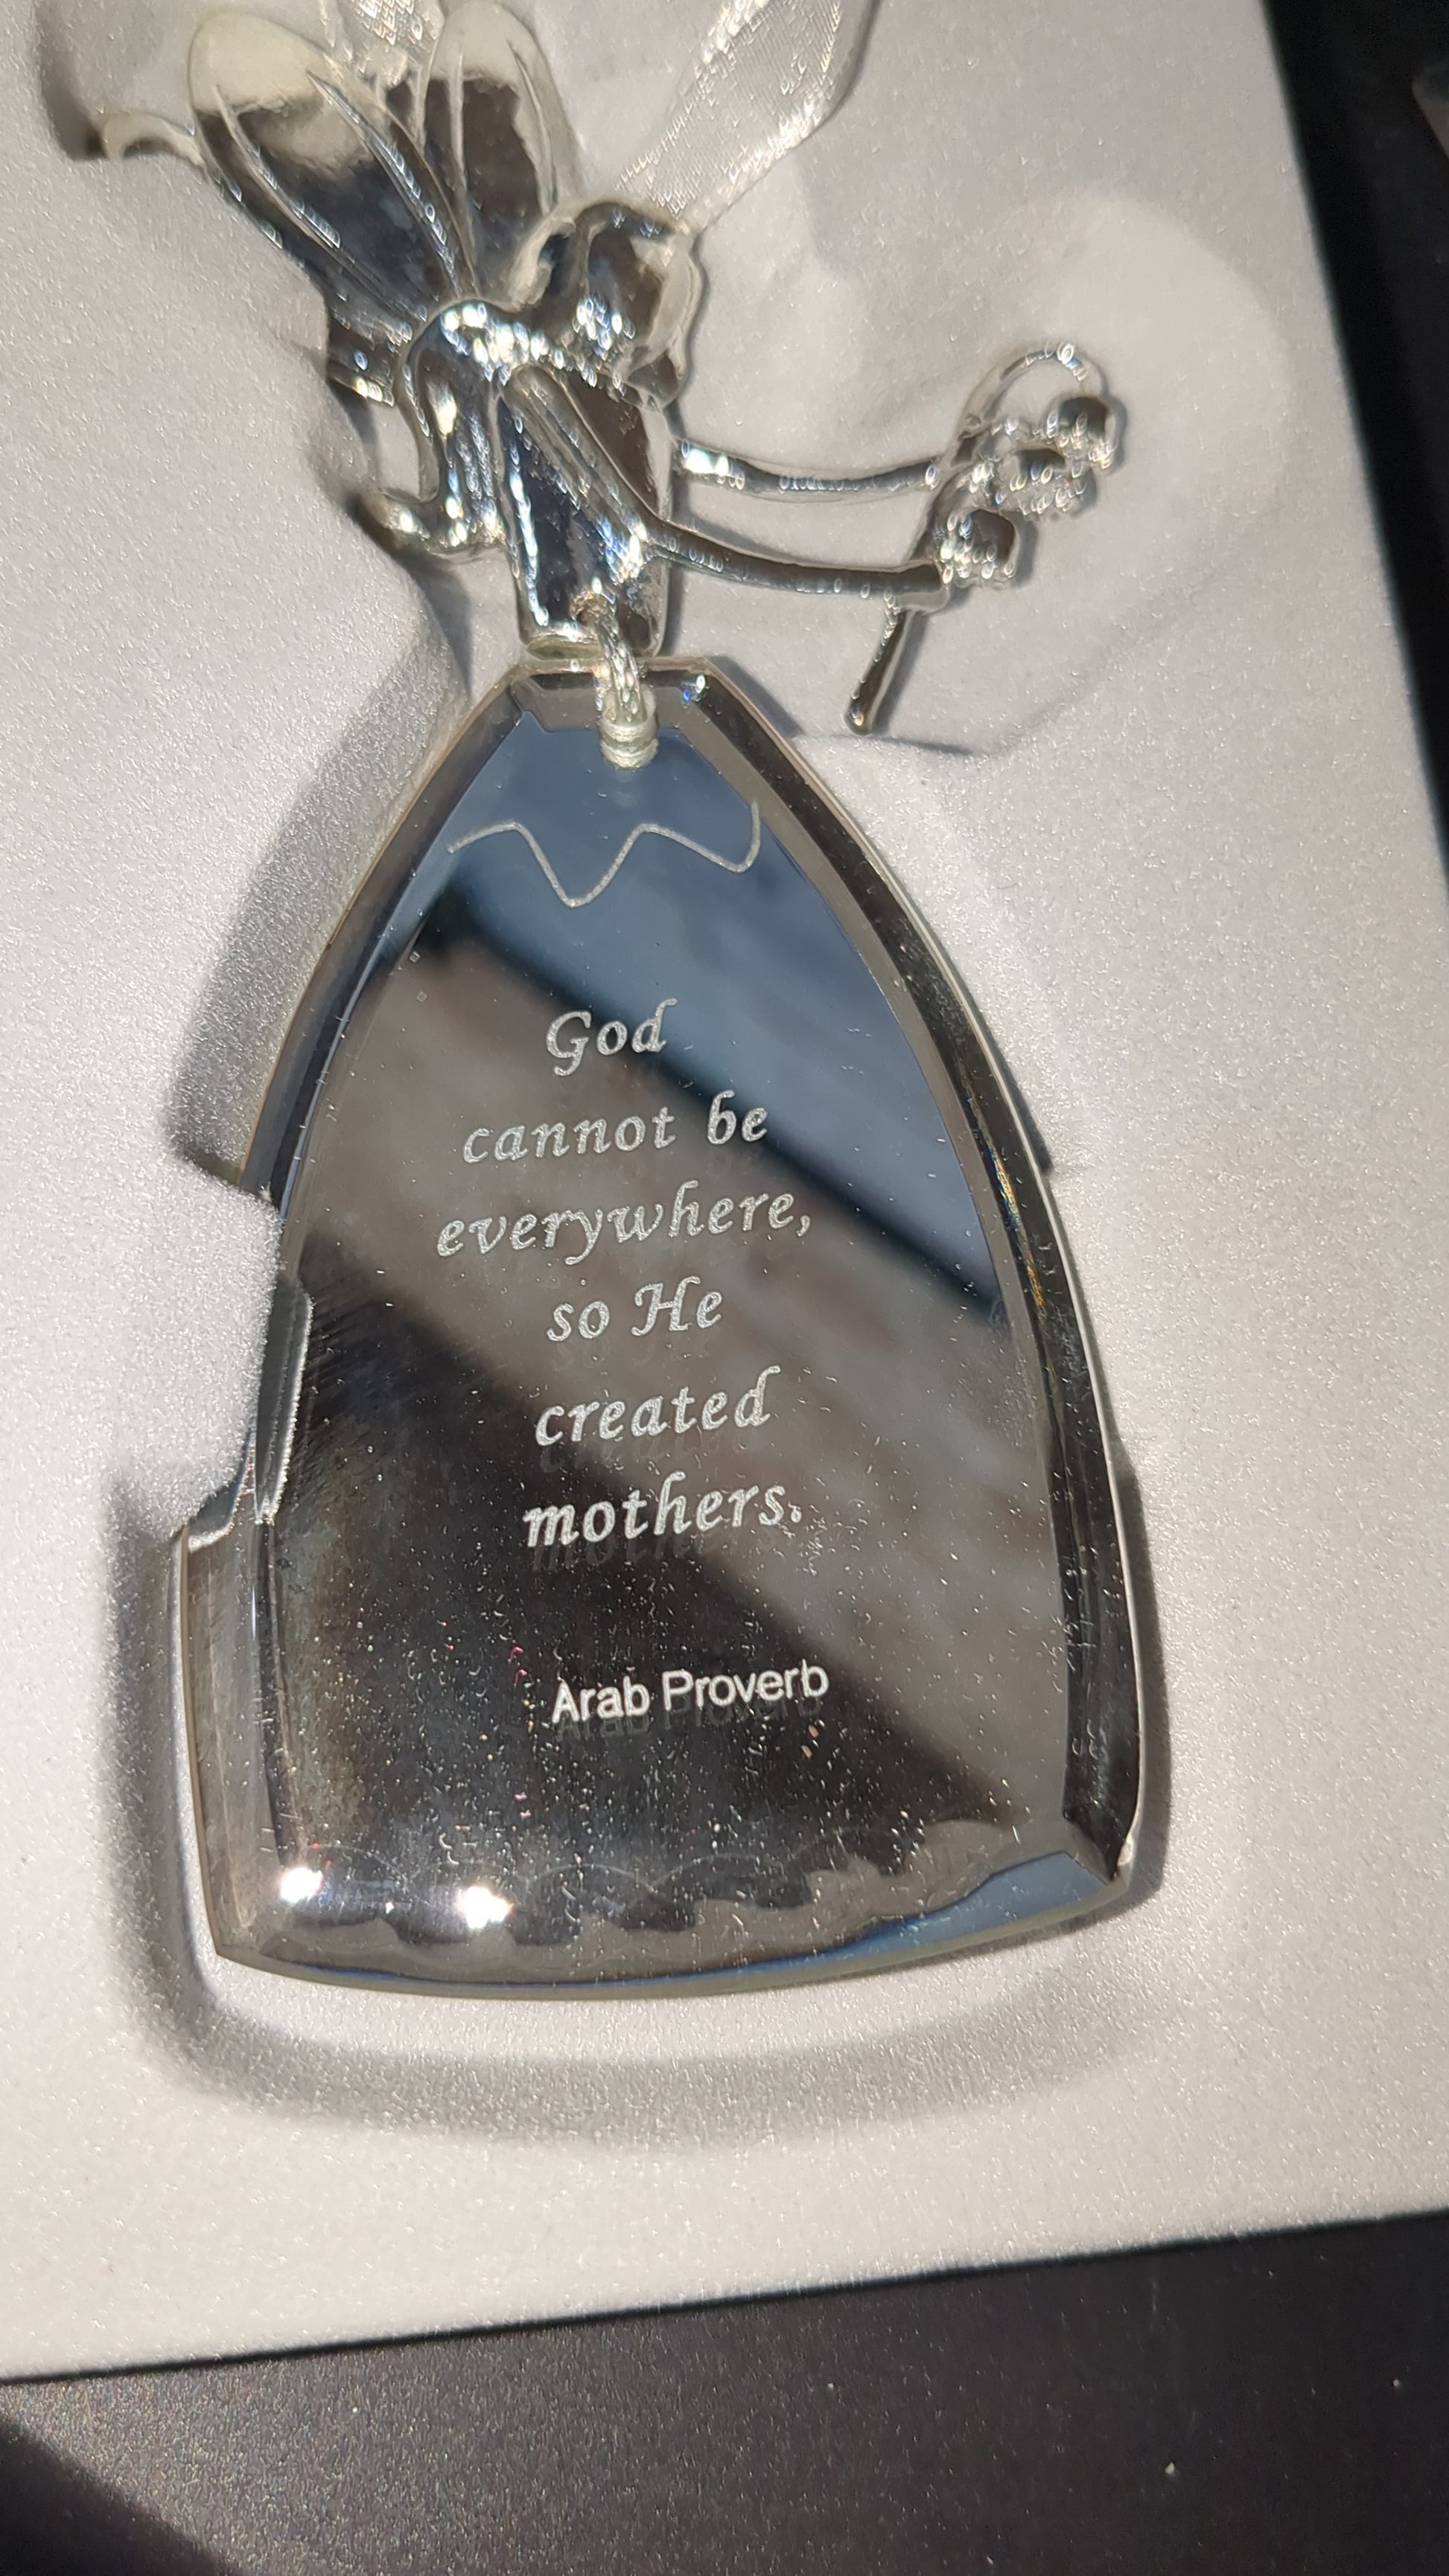 God
cannot be
everywhere,
so He
created
mothers.
Arab Proverb